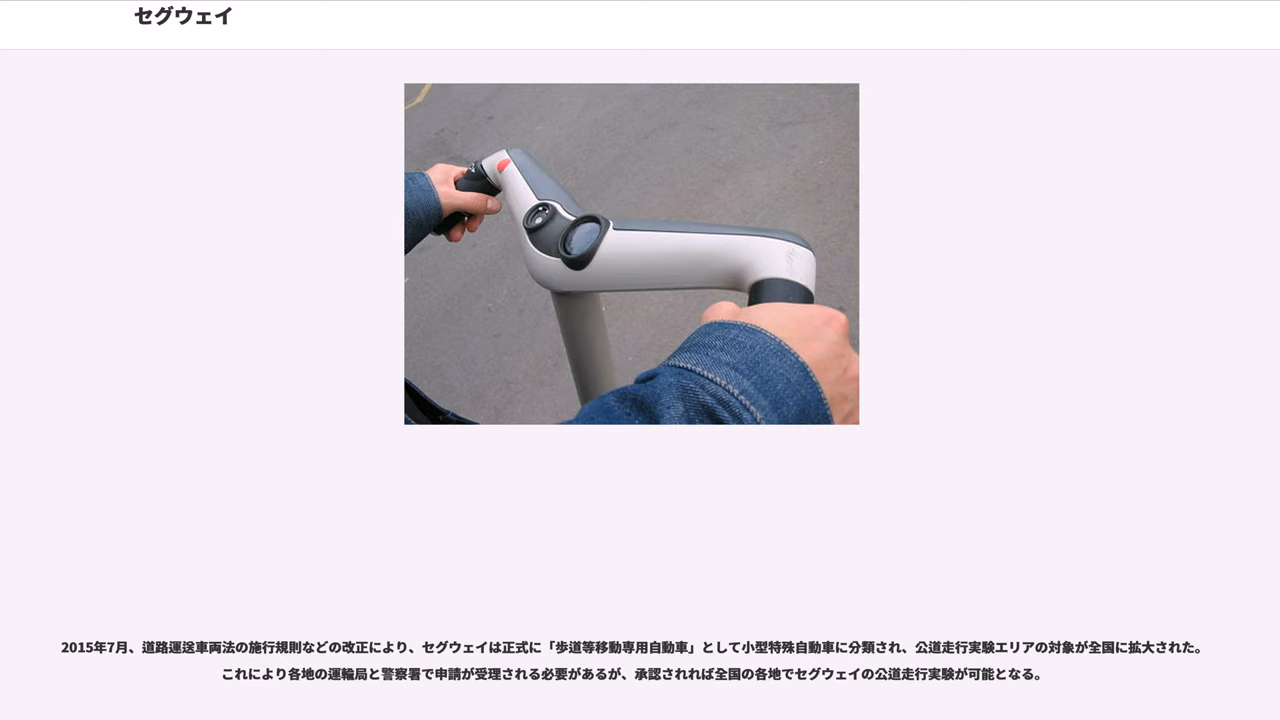 セグウェイ
2015年7月、道路運送車両法の施行規則などの改正により、セグウェイは正式に「歩道等移動専用自動車」として小型特殊自動車に分類され、公道走行実験エリアの対象が全国に拡大された。
これにより各地の運輸局と警察署で申請が受理される必要があるが、承認されれば全国の各地でセグウェイの公道走行実験が可能となる。